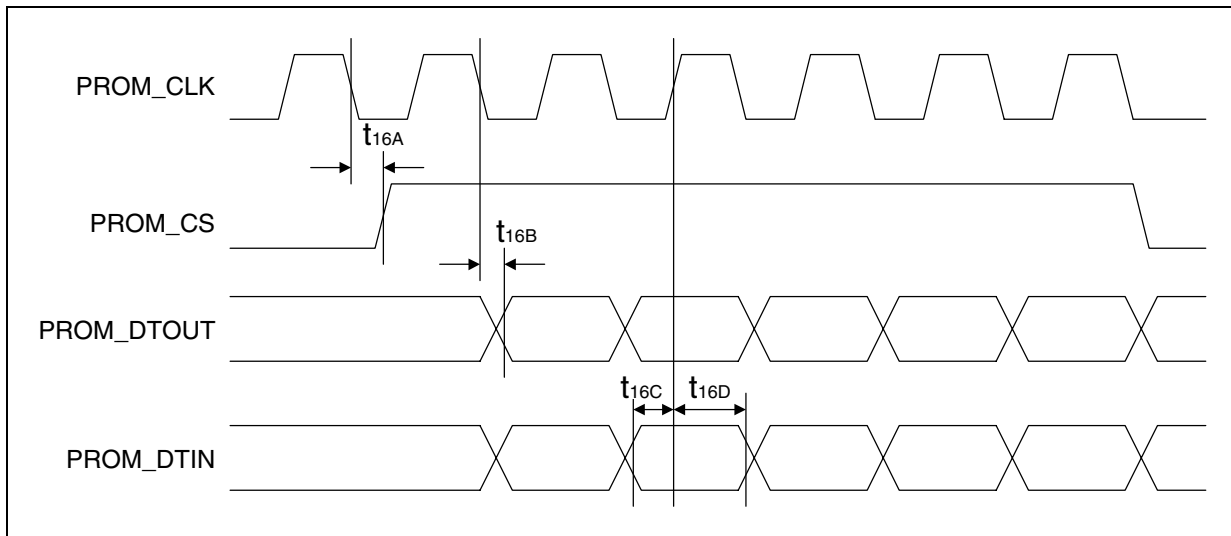 PROM_CLK
t16A
PROM_CS
t16B
PROM_DTOUT
t16C t16D
PROM_DTIN